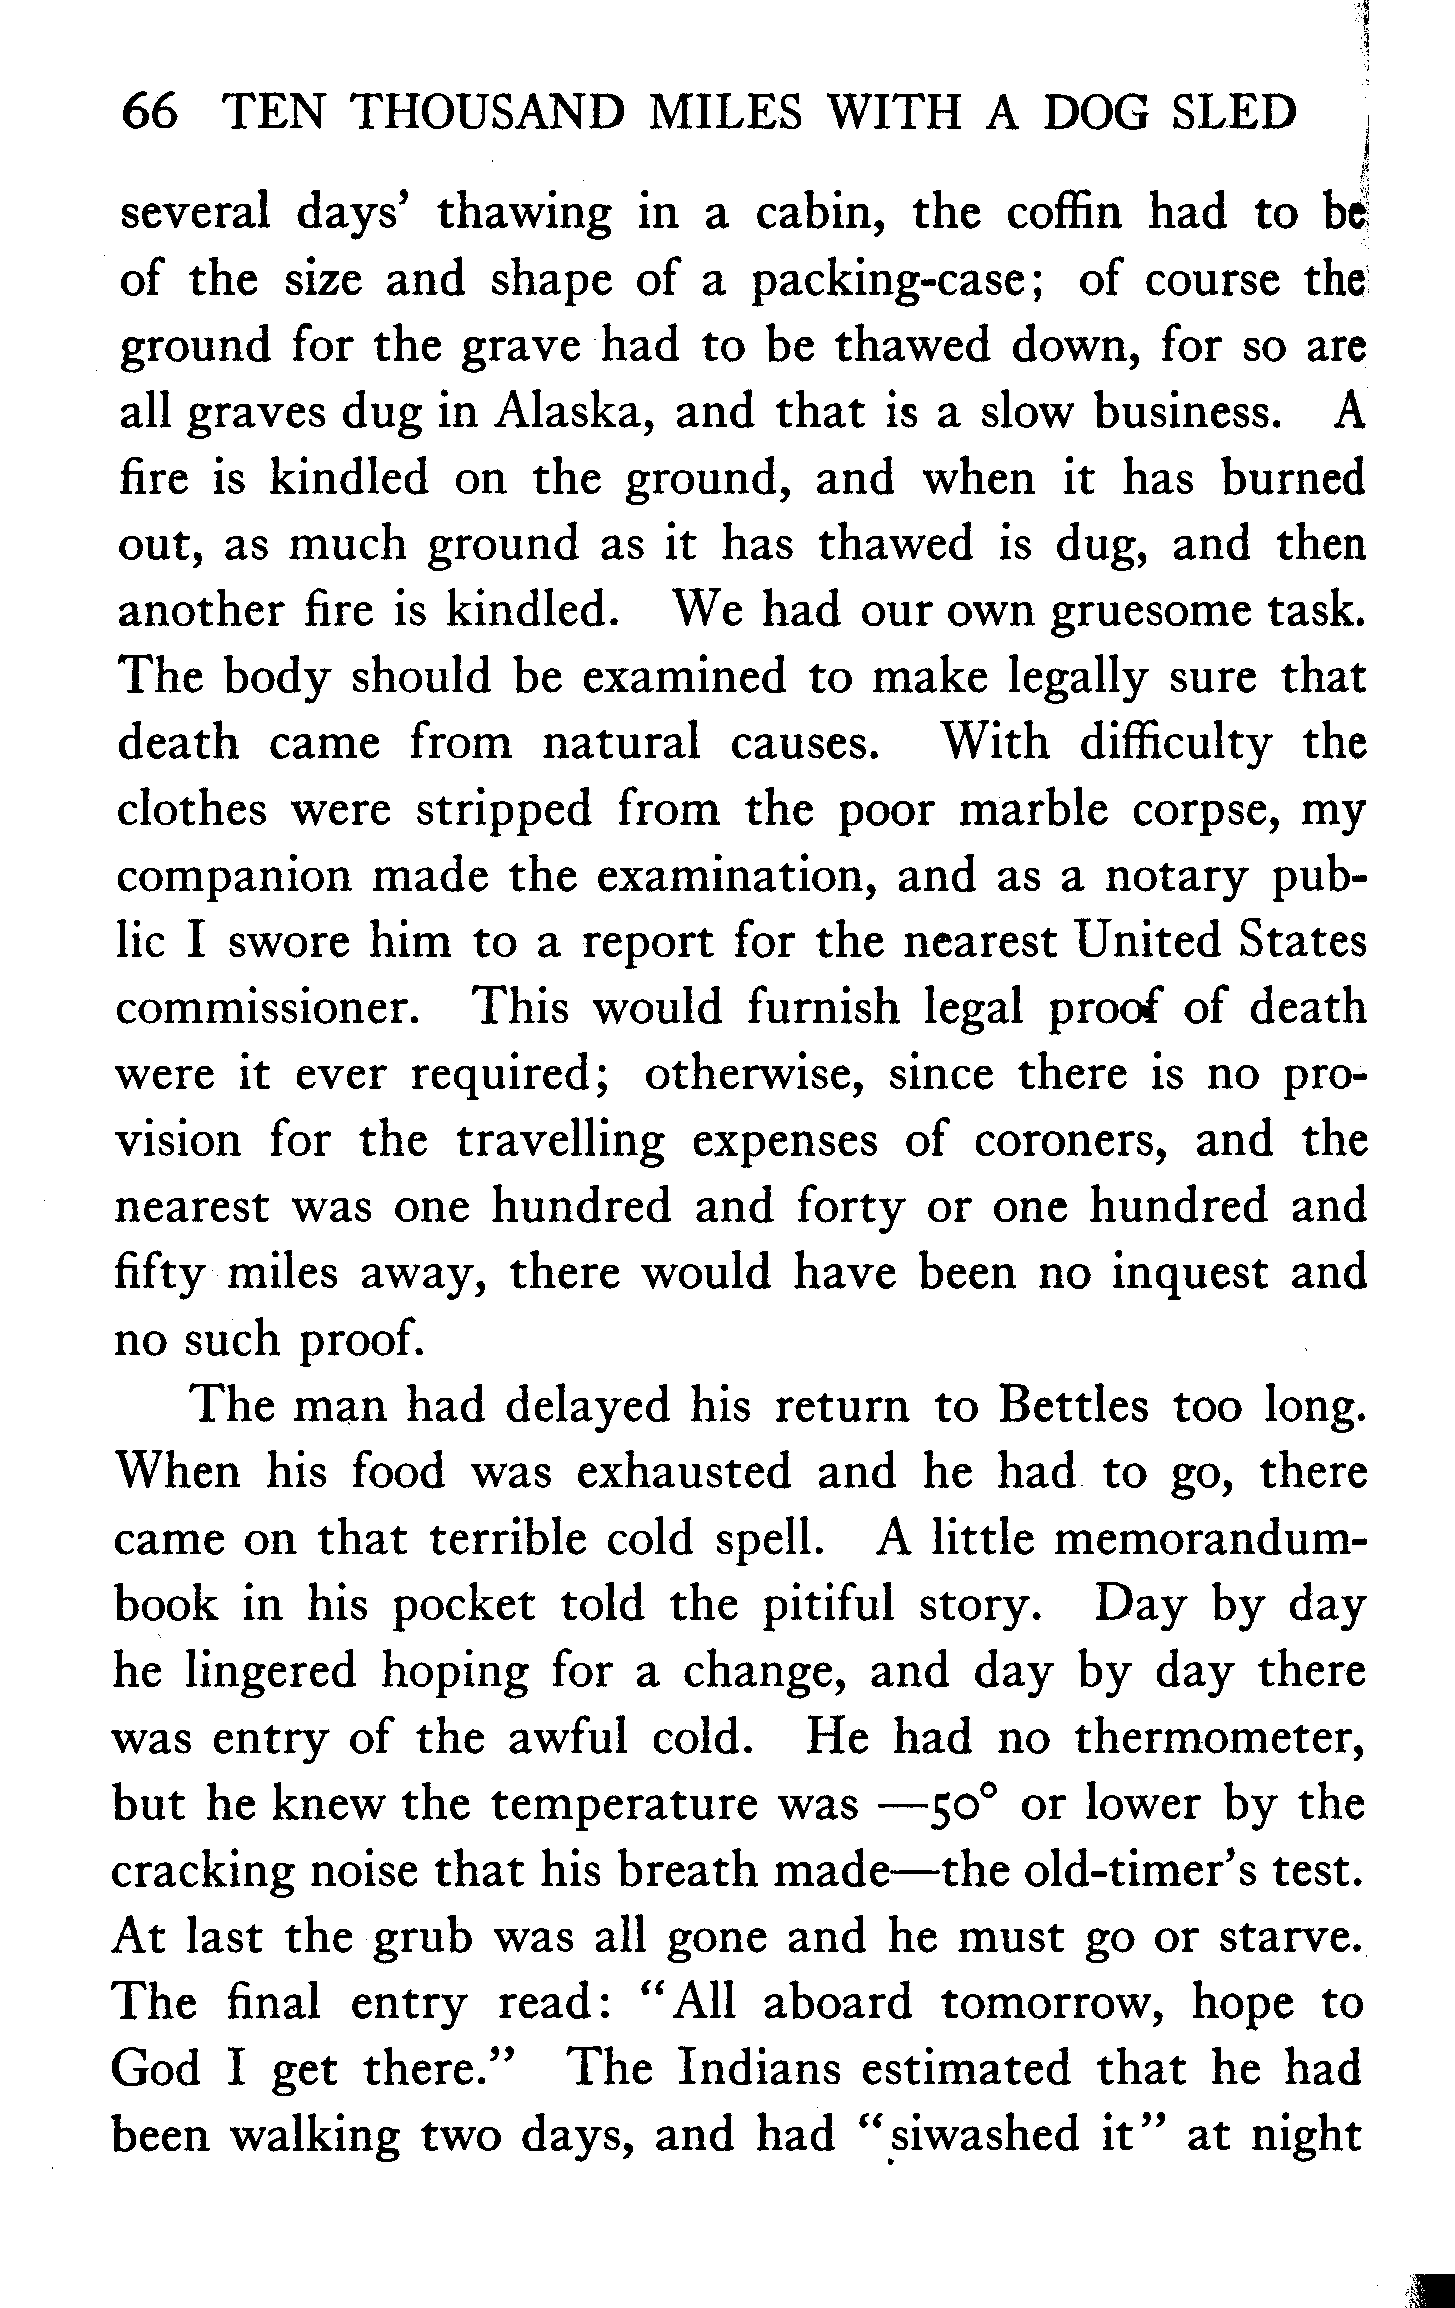 66 TEN THOUSAND MILES WITH A DOG SLED
several days' thawing in a cabin, the coffin had to be
of the size and shape of a packing-case; of course the
ground for the grave had to be thawed down, for so are
all graves dug in Alaska, and that is a slow business. A
fire is kindled on the ground, and when it has burned
out, as much ground as it has thawed is dug, and then
another fire is kindled. We had our own gruesome task.
The body should be examined to make legally sure that
death came from natural causes. With difficulty the
clothes were stripped from the poor marble corpse, my
companion made the examination, and as a notary pub-
lic I swore him to a report for the nearest United States
commissioner. This would furnish legal proof of death
were it ever required; otherwise, since there is no pro-
vision for the travelling expenses of coroners, and the
nearest was one hundred and forty or one hundred and
fifty miles away, there would have been no inquest and
no such proof.
The man had delayed his return to Bettles too long.
When his food was exhausted and he had to go, there
came on that terrible cold spell. A little memorandum-
book in his pocket told the pitiful story. Day by day
he lingered hoping for a change, and day by day there
was entry of the awful cold. He had no thermometer,
but he knew the temperature was —50° or lower by the
cracking noise that his breath made—the old-timer's test.
At last the grub was all gone and he must go or starve.
The final entry read: "All aboard tomorrow, hope to
God I get there." The Indians estimated that he had
been walking two days, and had "siwashed it" at night